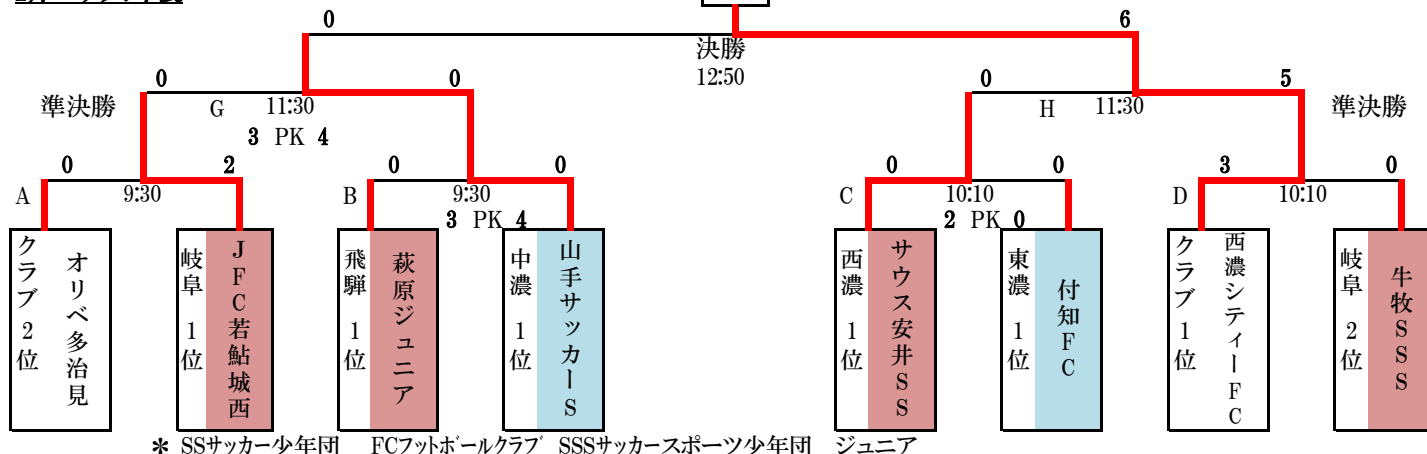 0 6
決勝
12:50
0 0 0 5
準決勝 G 11:30 H 11:30 準決勝
3 PK 4
0 2 0 0 0 0 3 0
A 9:30 B 9:30 C 10:10 D 10:10
3 PK 4 2 PK 0
クラブ2位
オリベ多治見
岐阜 1位
JFC若鮎城西
飛騨 1位
萩原ジュニア
中濃 1位
山手サッカーS
西濃 1位
サウス安井SS
東濃 1位
付知FC
クラブ1位
西濃シティーFC
岐阜 2位
牛牧SSS
* SSサッカー少年団 FCフットボールクラブ SSSサッカースポーツ少年団 ジュニア